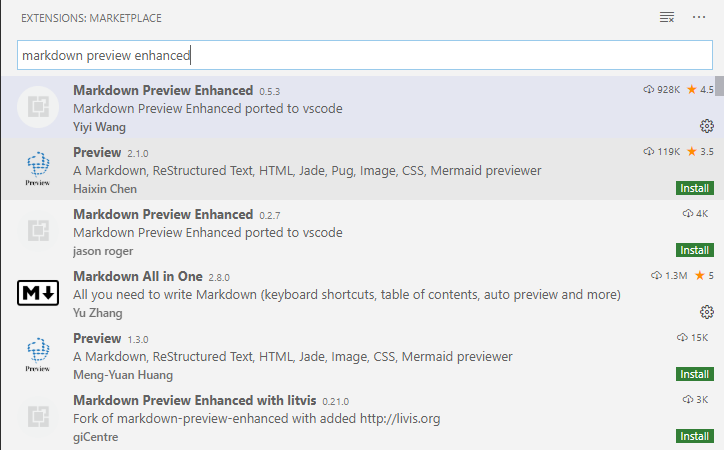 EXTENSIONS: MARKETPLACE
markdown preview enhanced
Markdown Preview Enhanced 0.5.3 928K 4.5
Markdown Preview Enhanced ported to vscode
Yiyi Wang
Preview 2.1.0 119K 3.5
A Markdown, ReStructured Text, HTML, Jade, Pug, Image, CSS, Mermaid previewer
Preview
Haixin Chen Install
Markdown Preview Enhanced 0.2.7 4K
Markdown Preview Enhanced ported to vscode
jason roger Install
Markdown All in One 2.8.0 1.3M 5
M
All you need to write Markdown (keyboard shortcuts, table of contents, auto preview and more)
Yu Zhang
Preview 1.3.0 15K
A Markdown, ReStructured Text, HTML, Jade, Image, CSS, Mermaid previewer
Preview
Meng-Yuan Huang Install
Markdown Preview Enhanced with litvis 0.21.0 3K
Fork of markdown-preview-enhanced with added http://livis.org
giCentre Install